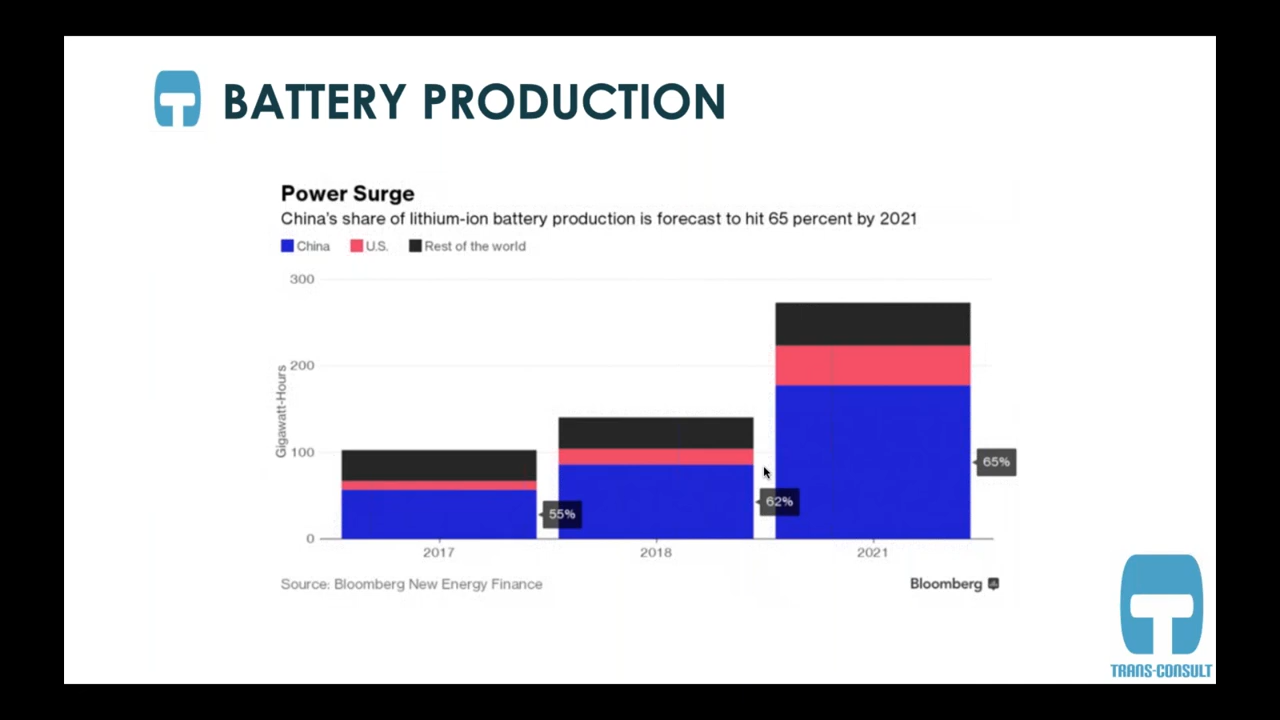 BATTERY PRODUCTION
Power Surge
China's share of lithium-ion battery production is forecast to hit 65 percent by 2021
China U.S. Rest of the world
300
200
100
0
Gigawatt-Hours
55%
62%
65%
2017 2018 2021
Source: Bloomberg New Energy Finance
Bloomberg
TRANS-CONSULT